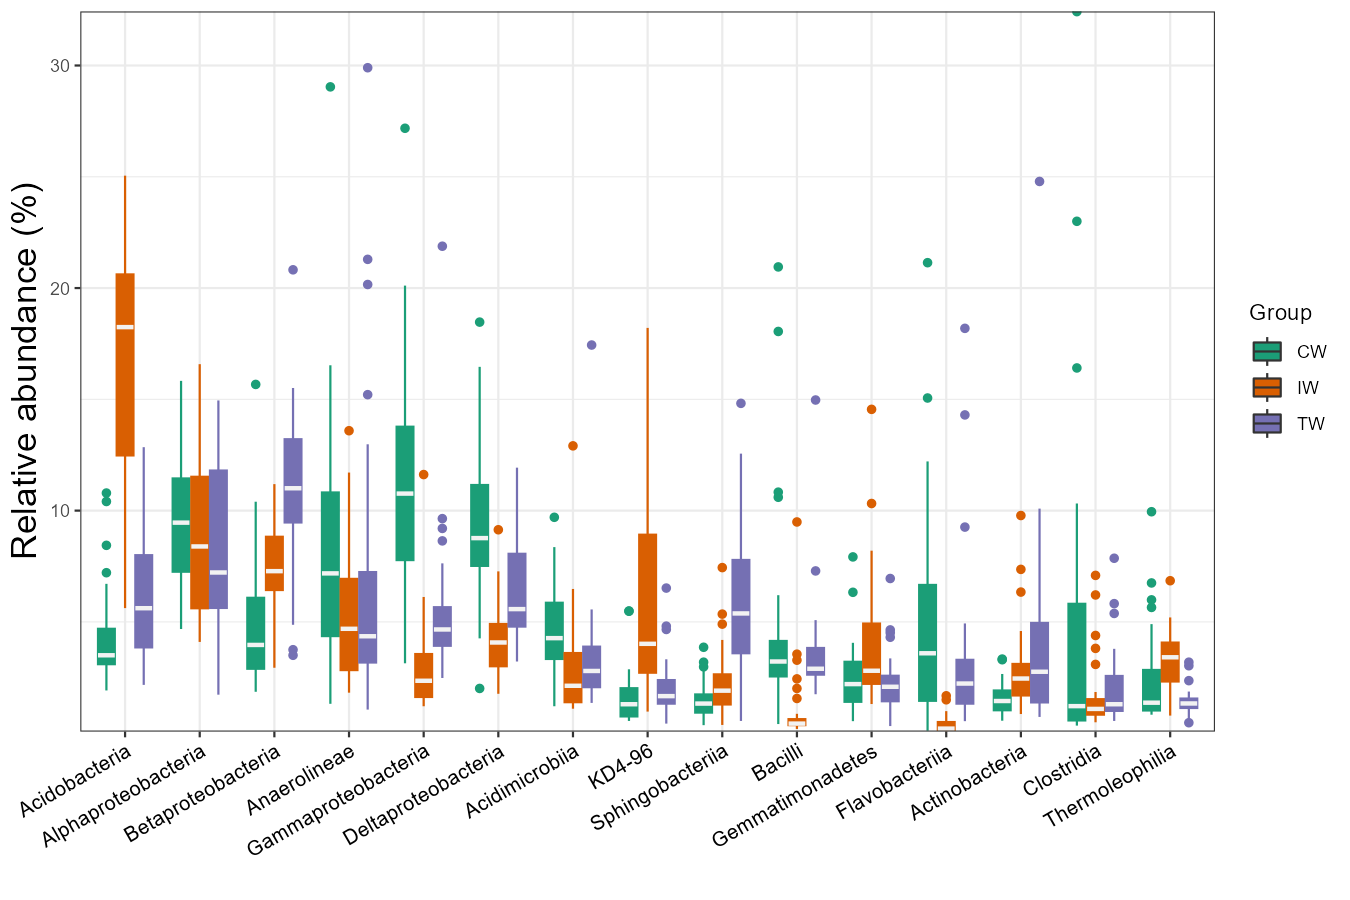 Relative abundance (%)
30
20
10
Acidobacteria
Alphaproteobacteria
Betaproteobacteria
Anaerolineae
Gammaproteobacteria
Deltaproteobacteria
Acidimicrobiia
KD4-96
Sphingobacteriia
Bacilli
Gemmatimonadetes
Flavobacteriia
Actinobacteria
Clostridia
Thermoleophilia
Group
CW
IW
TW